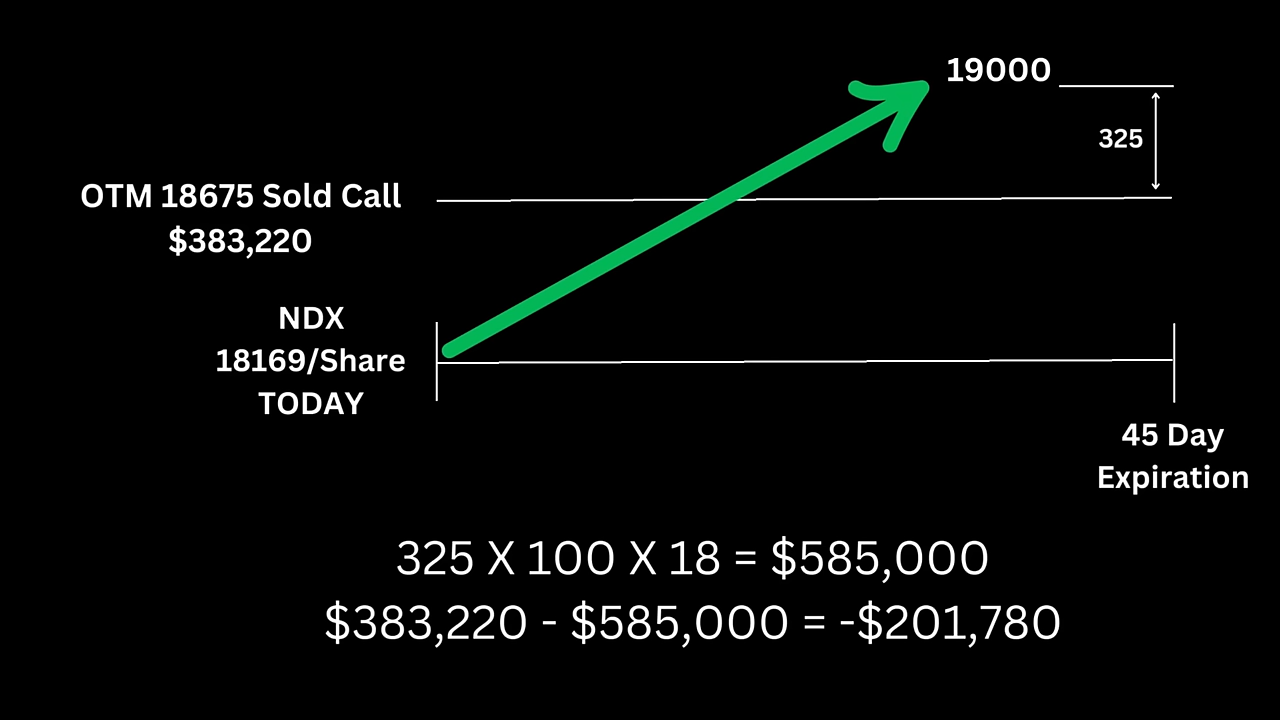 19000
325
OTM 18675 Sold Call
$383,220
NDX
18169/Share
TODAY
45 Day
Expiration
325 X 100 X 18 = $585,000
$383,220 - $585,000 = -$201,780